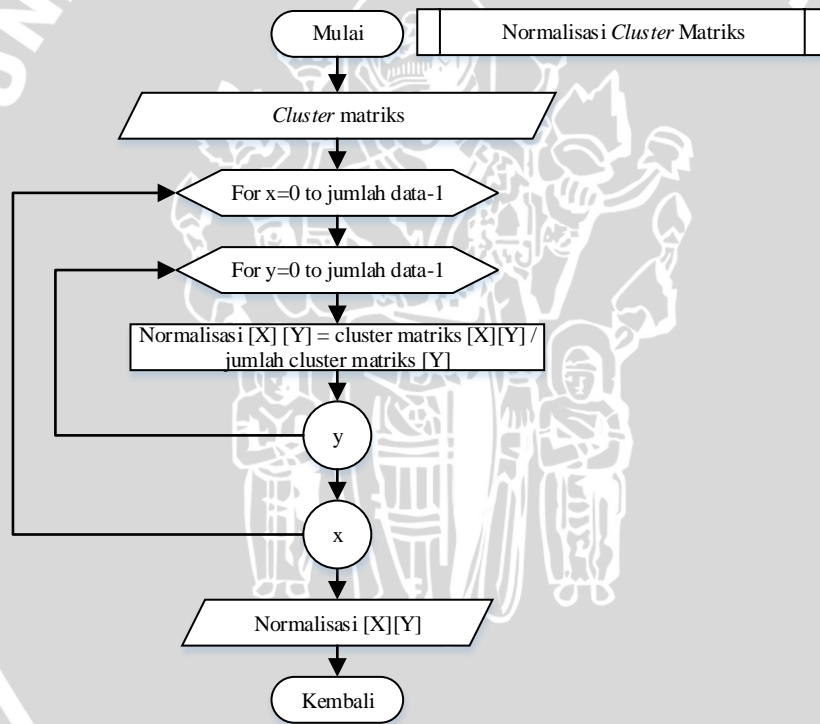 Mulai
Normalisasi Cluster Matriks
Cluster matriks
For x=0 to jumlah data-1
For y=0 to jumlah data-1
Normalisasi [X] [Y] = cluster matriks [X][Y] /
jumlah cluster matriks [Y]
y
x
Normalisasi [X][Y]
Kembali